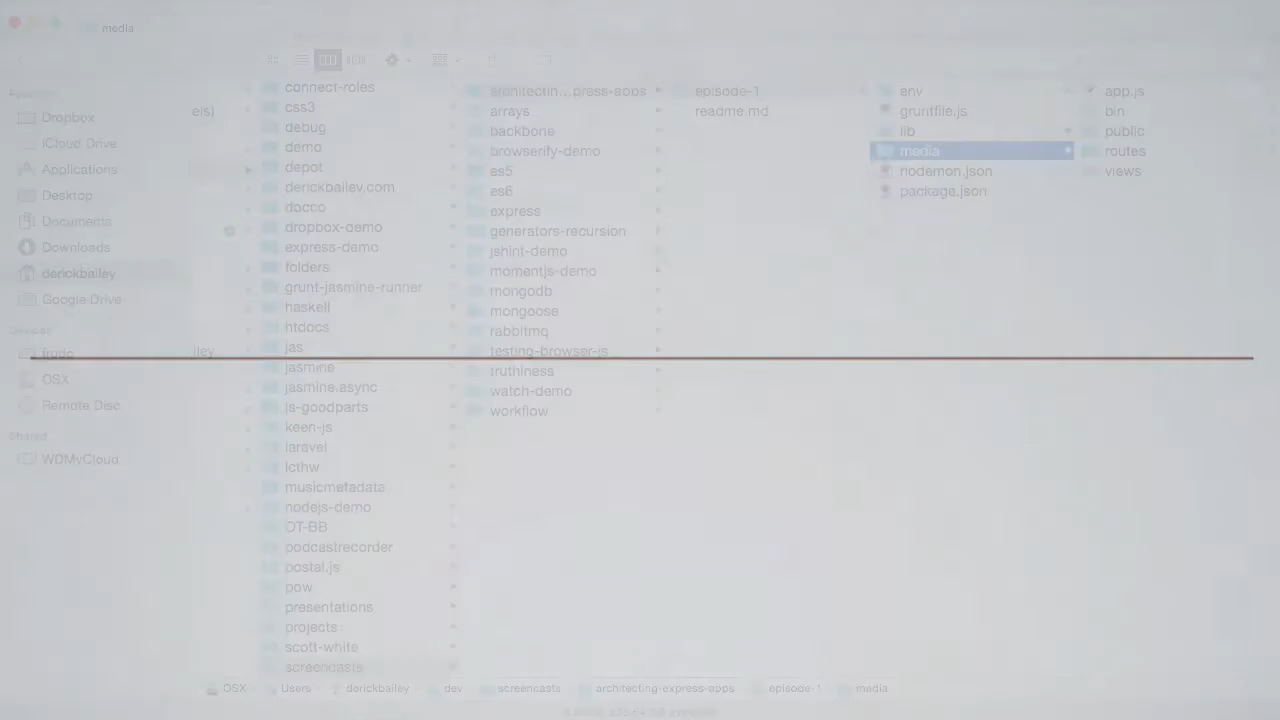 media
Favorites
Dropbox
iCloud Drive
Applications
Desktop
Documents
Downloads
derickbailey
Google Drive
Devices
frodo
OSX
Remote Disc
Shared
WDMyCloud
eis)
iley
connect-roles
css3
debug
demo
depot
derickbailey.com
docco
dropbox-demo
express-demo
folders
grunt-jasmine-runner
haskell
htdocs
jas
jasmine
jasmine.async
js-goodparts
keen-js
laravel
lcthw
musicmetadata
nodejs-demo
OT-BB
podcastrecorder
postal.js
pow
presentations
projects
scott-white
screencasts
architectin...press-apps
arrays
backbone
browserify-demo
es5
es6
express
generators-recursion
jshint-demo
momentjs-demo
mongodb
mongoose
rabbitmq
testing-browser-js
truthiness
watch-demo
workflow
episode-1
readme.md
env
gruntfile.js
lib
media
nodemon.json
package.json
app.js
bin
public
routes
views
OSX Users derickbailey dev screencasts architecting-express-apps episode-1 media